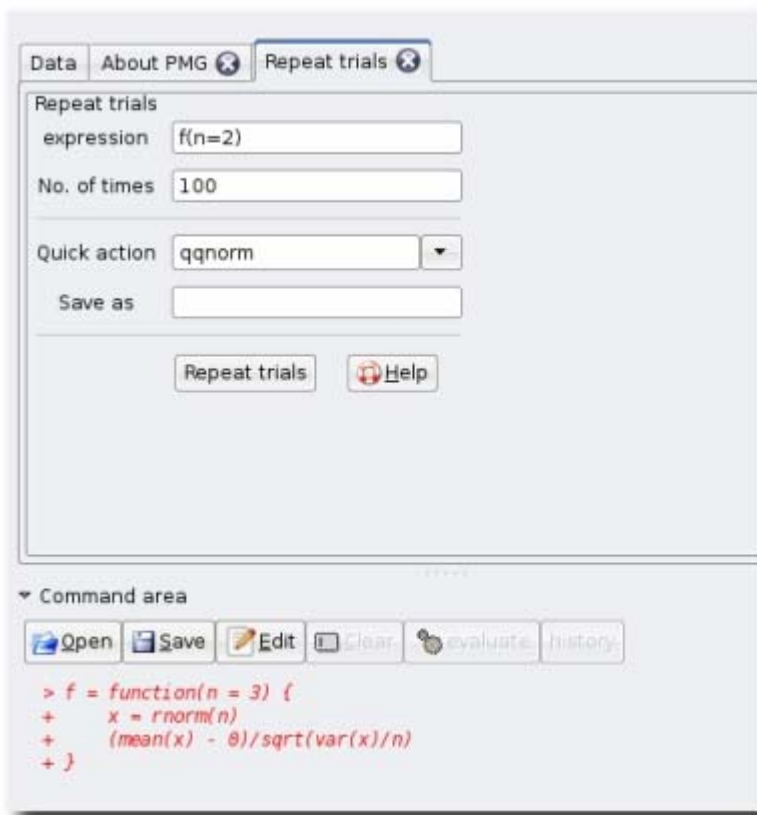 Data About PMG Repeat trials
Repeat trials
expression f(n=2)
No. of times 100
Quick action qqnorm
Save as
Repeat trials Help
Command area
Open Save Edit Clear evaluate history
> f = function(n = 3) {
+ x = rnorm(n)
+ (mean(x) - 0)/sqrt(var(x)/n)
+ }